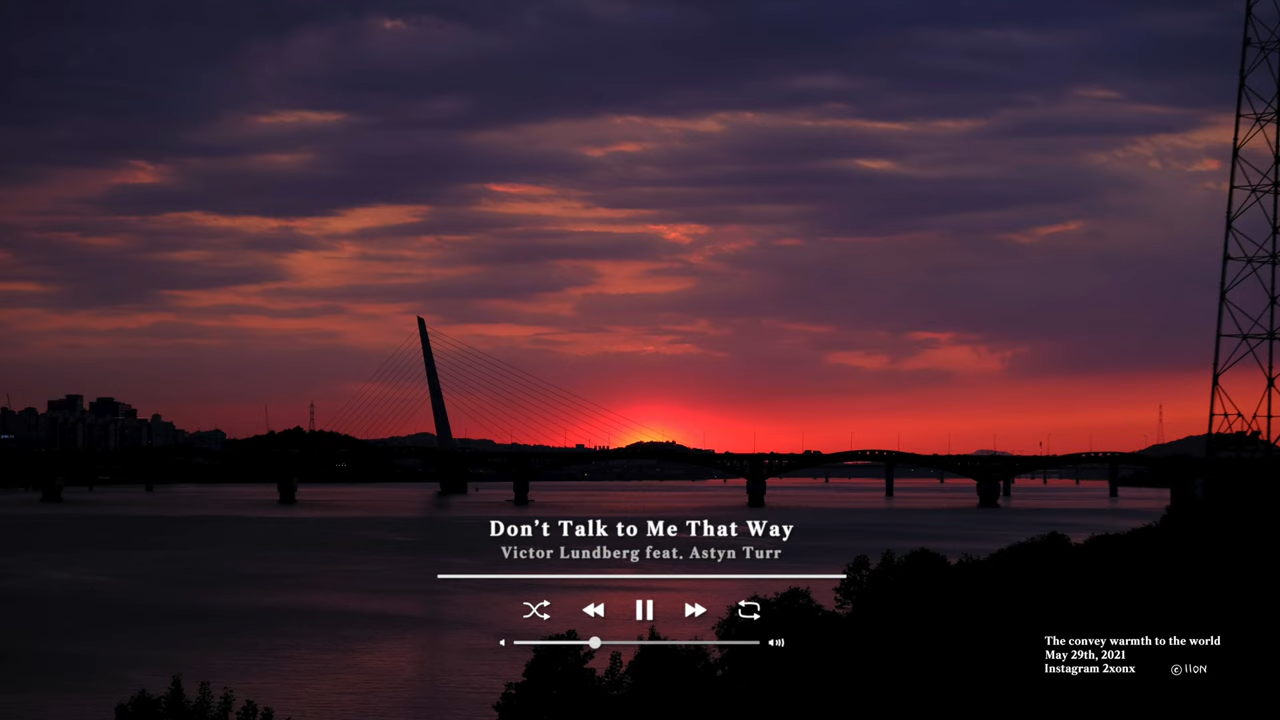 Don't Talk to Me That Way
Victor Lundberg feat. Astyn Turr
The convey warmth to the world
May 29th, 2021
Instagram 2xonx
© llON